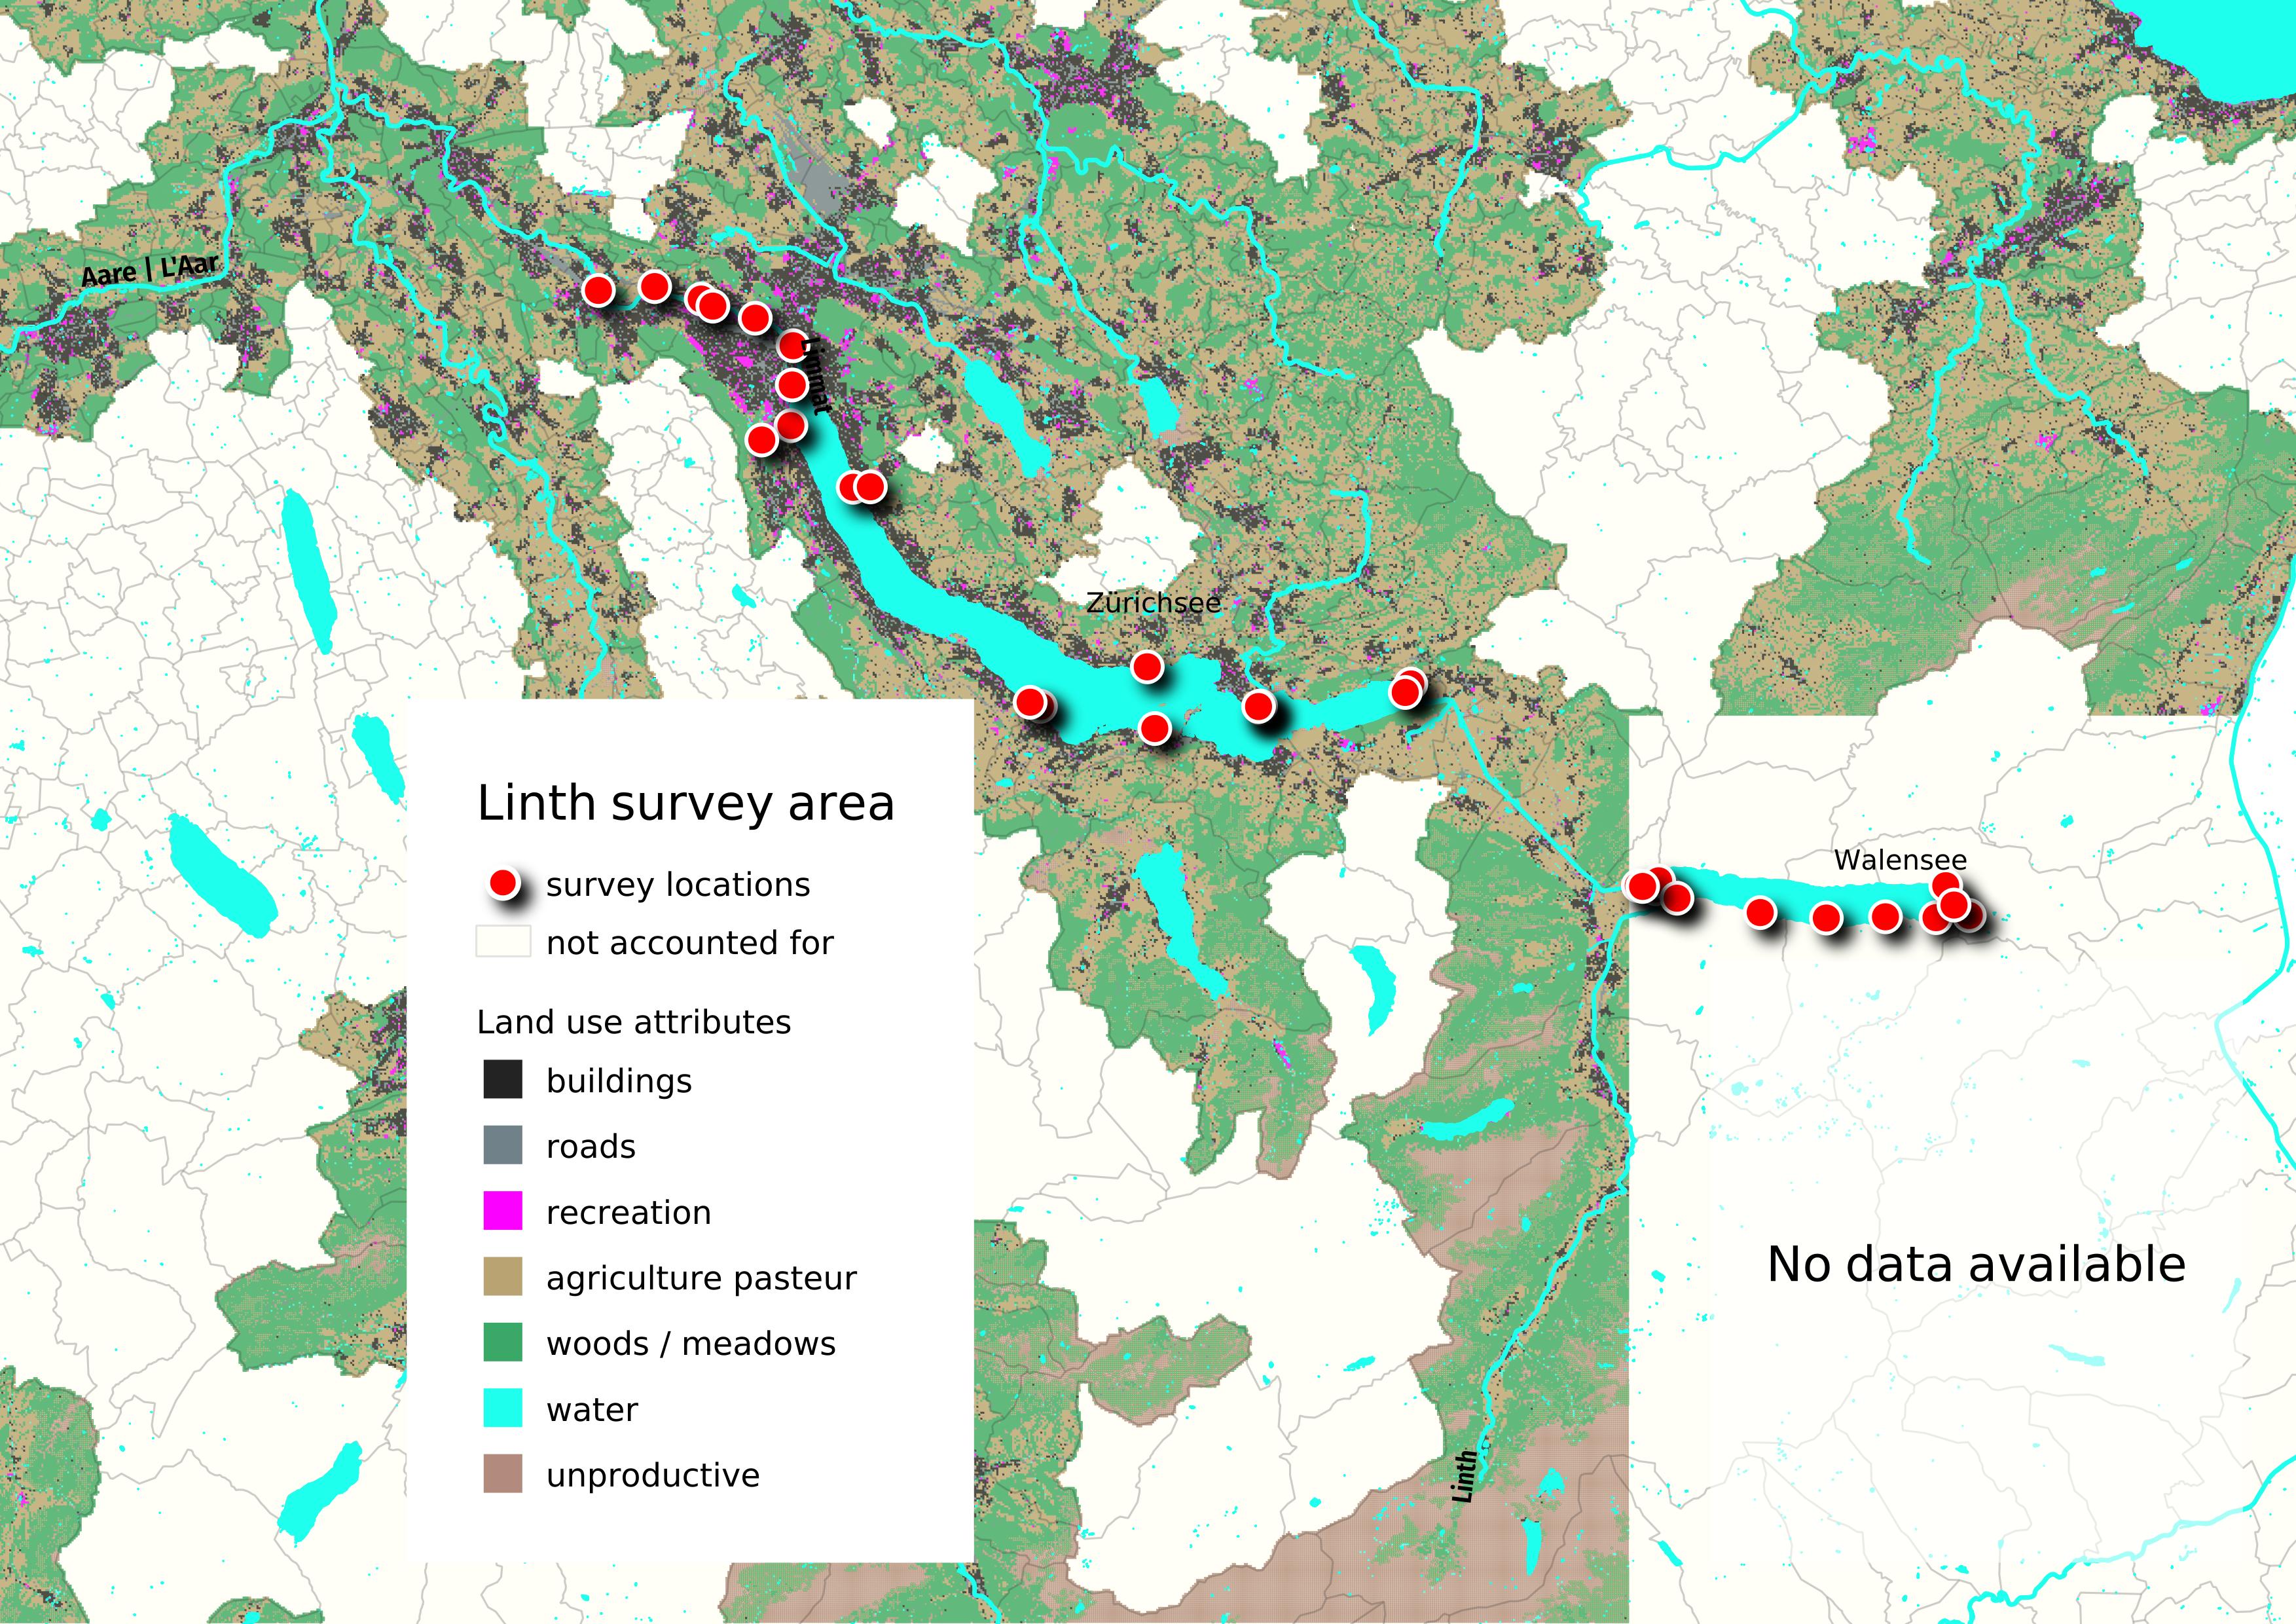 Aare | L'Aar
Limmat
Zürichsee
Walensee
Linth survey area
survey locations
not accounted for
Land use attributes
buildings
roads
recreation
agriculture pasteur
woods / meadows
water
unproductive
No data available
Linth